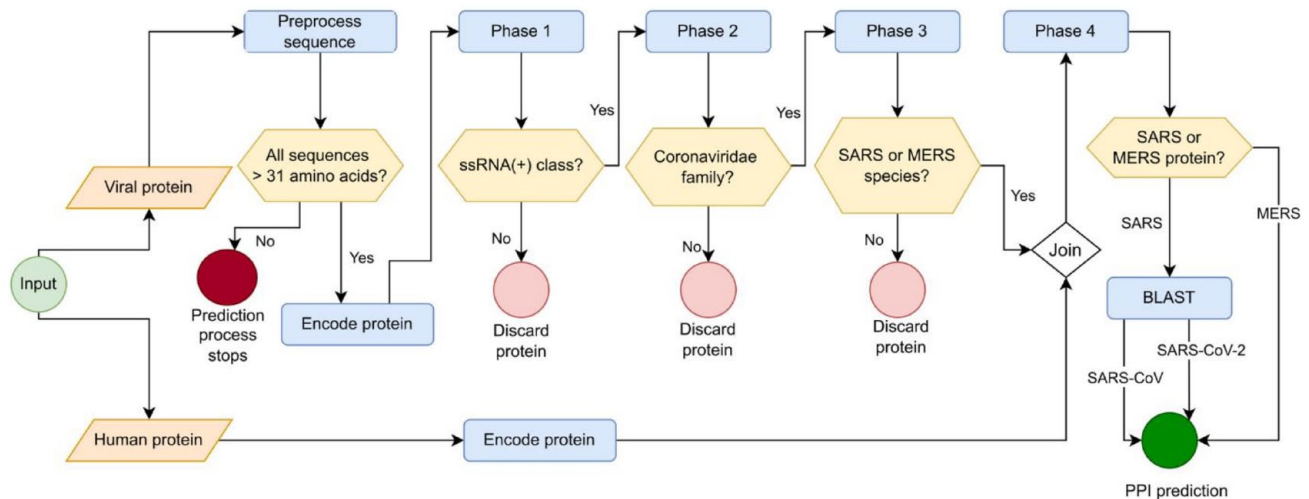 Preprocess
sequence
Phase 1
Phase 2
Phase 3
Phase 4
Yes
Yes
All sequences
> 31 amino acids?
ssRNA(+) class?
Coronaviridae
family?
SARS or MERS
species?
SARS or
MERS protein?
Viral protein
Yes
SARS
MERS
No
Yes
No
No
No
Join
Input
Prediction
process
stops
Encode protein
Discard
protein
Discard
protein
Discard
protein
BLAST
SARS-CoV-2
SARS-CoV
Human protein
Encode protein
PPI prediction